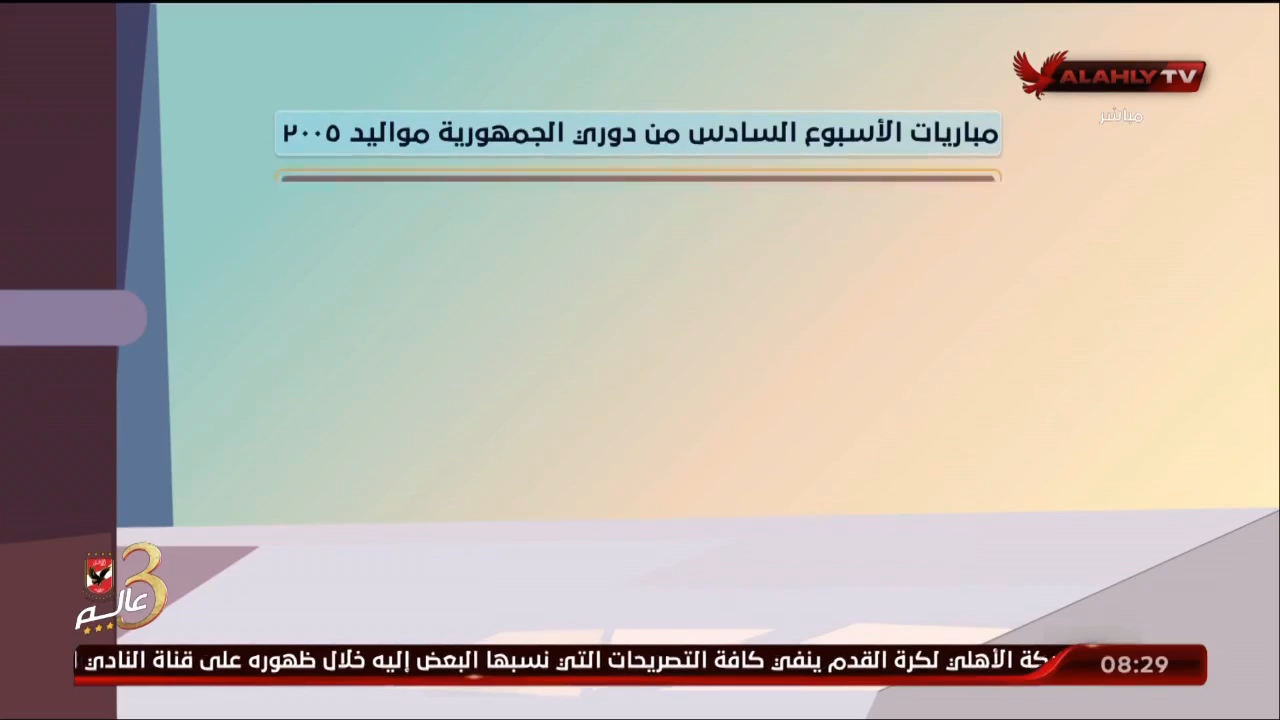 ALAHLY TV
مباشر
مباريات الأسبوع السادس من دوري الجمهورية مواليد ٢٠٠٥
3
عالم
كة الأهلي لكرة القدم ينفي كافة التصريحات التي نسبها البعض إليه خلال ظهوره على قناة النادي ا
08:29